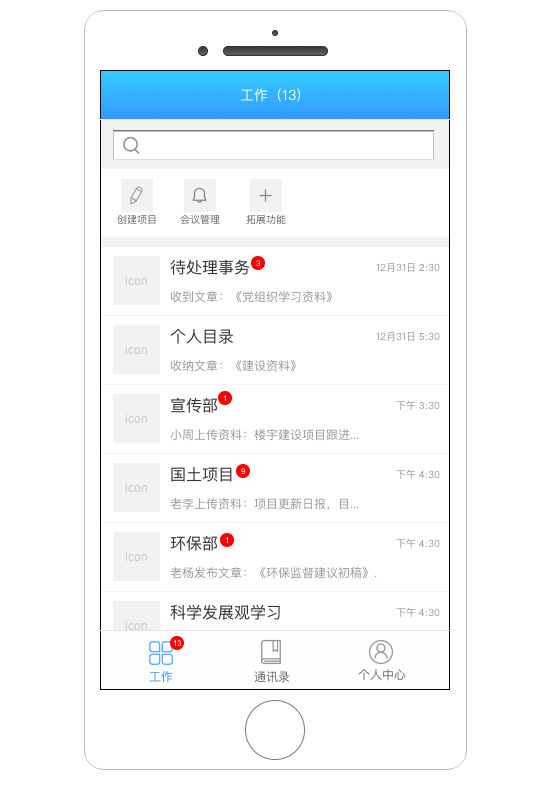 工作（13）
创建项目 会议管理 拓展功能
icon
待处理事务 3 12月31日 2:30
收到文章：《党组织学习资料》
icon
个人目录 12月31日 5:30
收纳文章：《建设资料》
icon
宣传部 1 下午 3:30
小周上传资料：楼宇建设项目跟进...
icon
国土项目 9 下午 4:30
老李上传资料：项目更新日报，目...
icon
环保部 1 下午 4:30
老杨发布文章：《环保监督建议初稿》.
icon
科学发展观学习 下午 4:30
13
工作 通讯录 个人中心